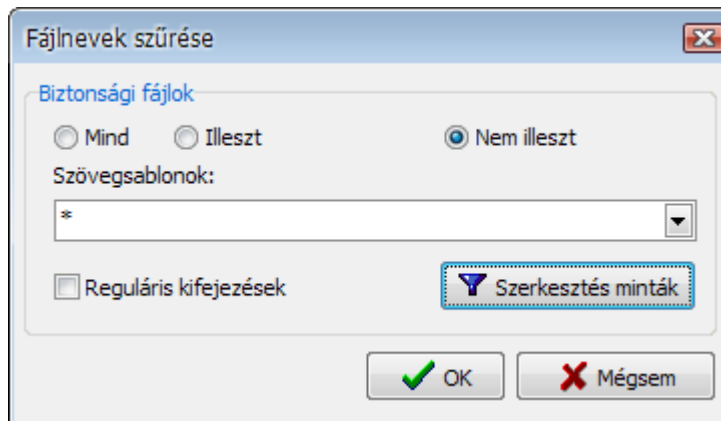 Fájlnevek szűrése
Biztonsági fájlok
Mind Illeszt Nem illeszt
Szövegsablonok:
*
Reguláris kifejezések Szerkesztés minták
OK Mégsem